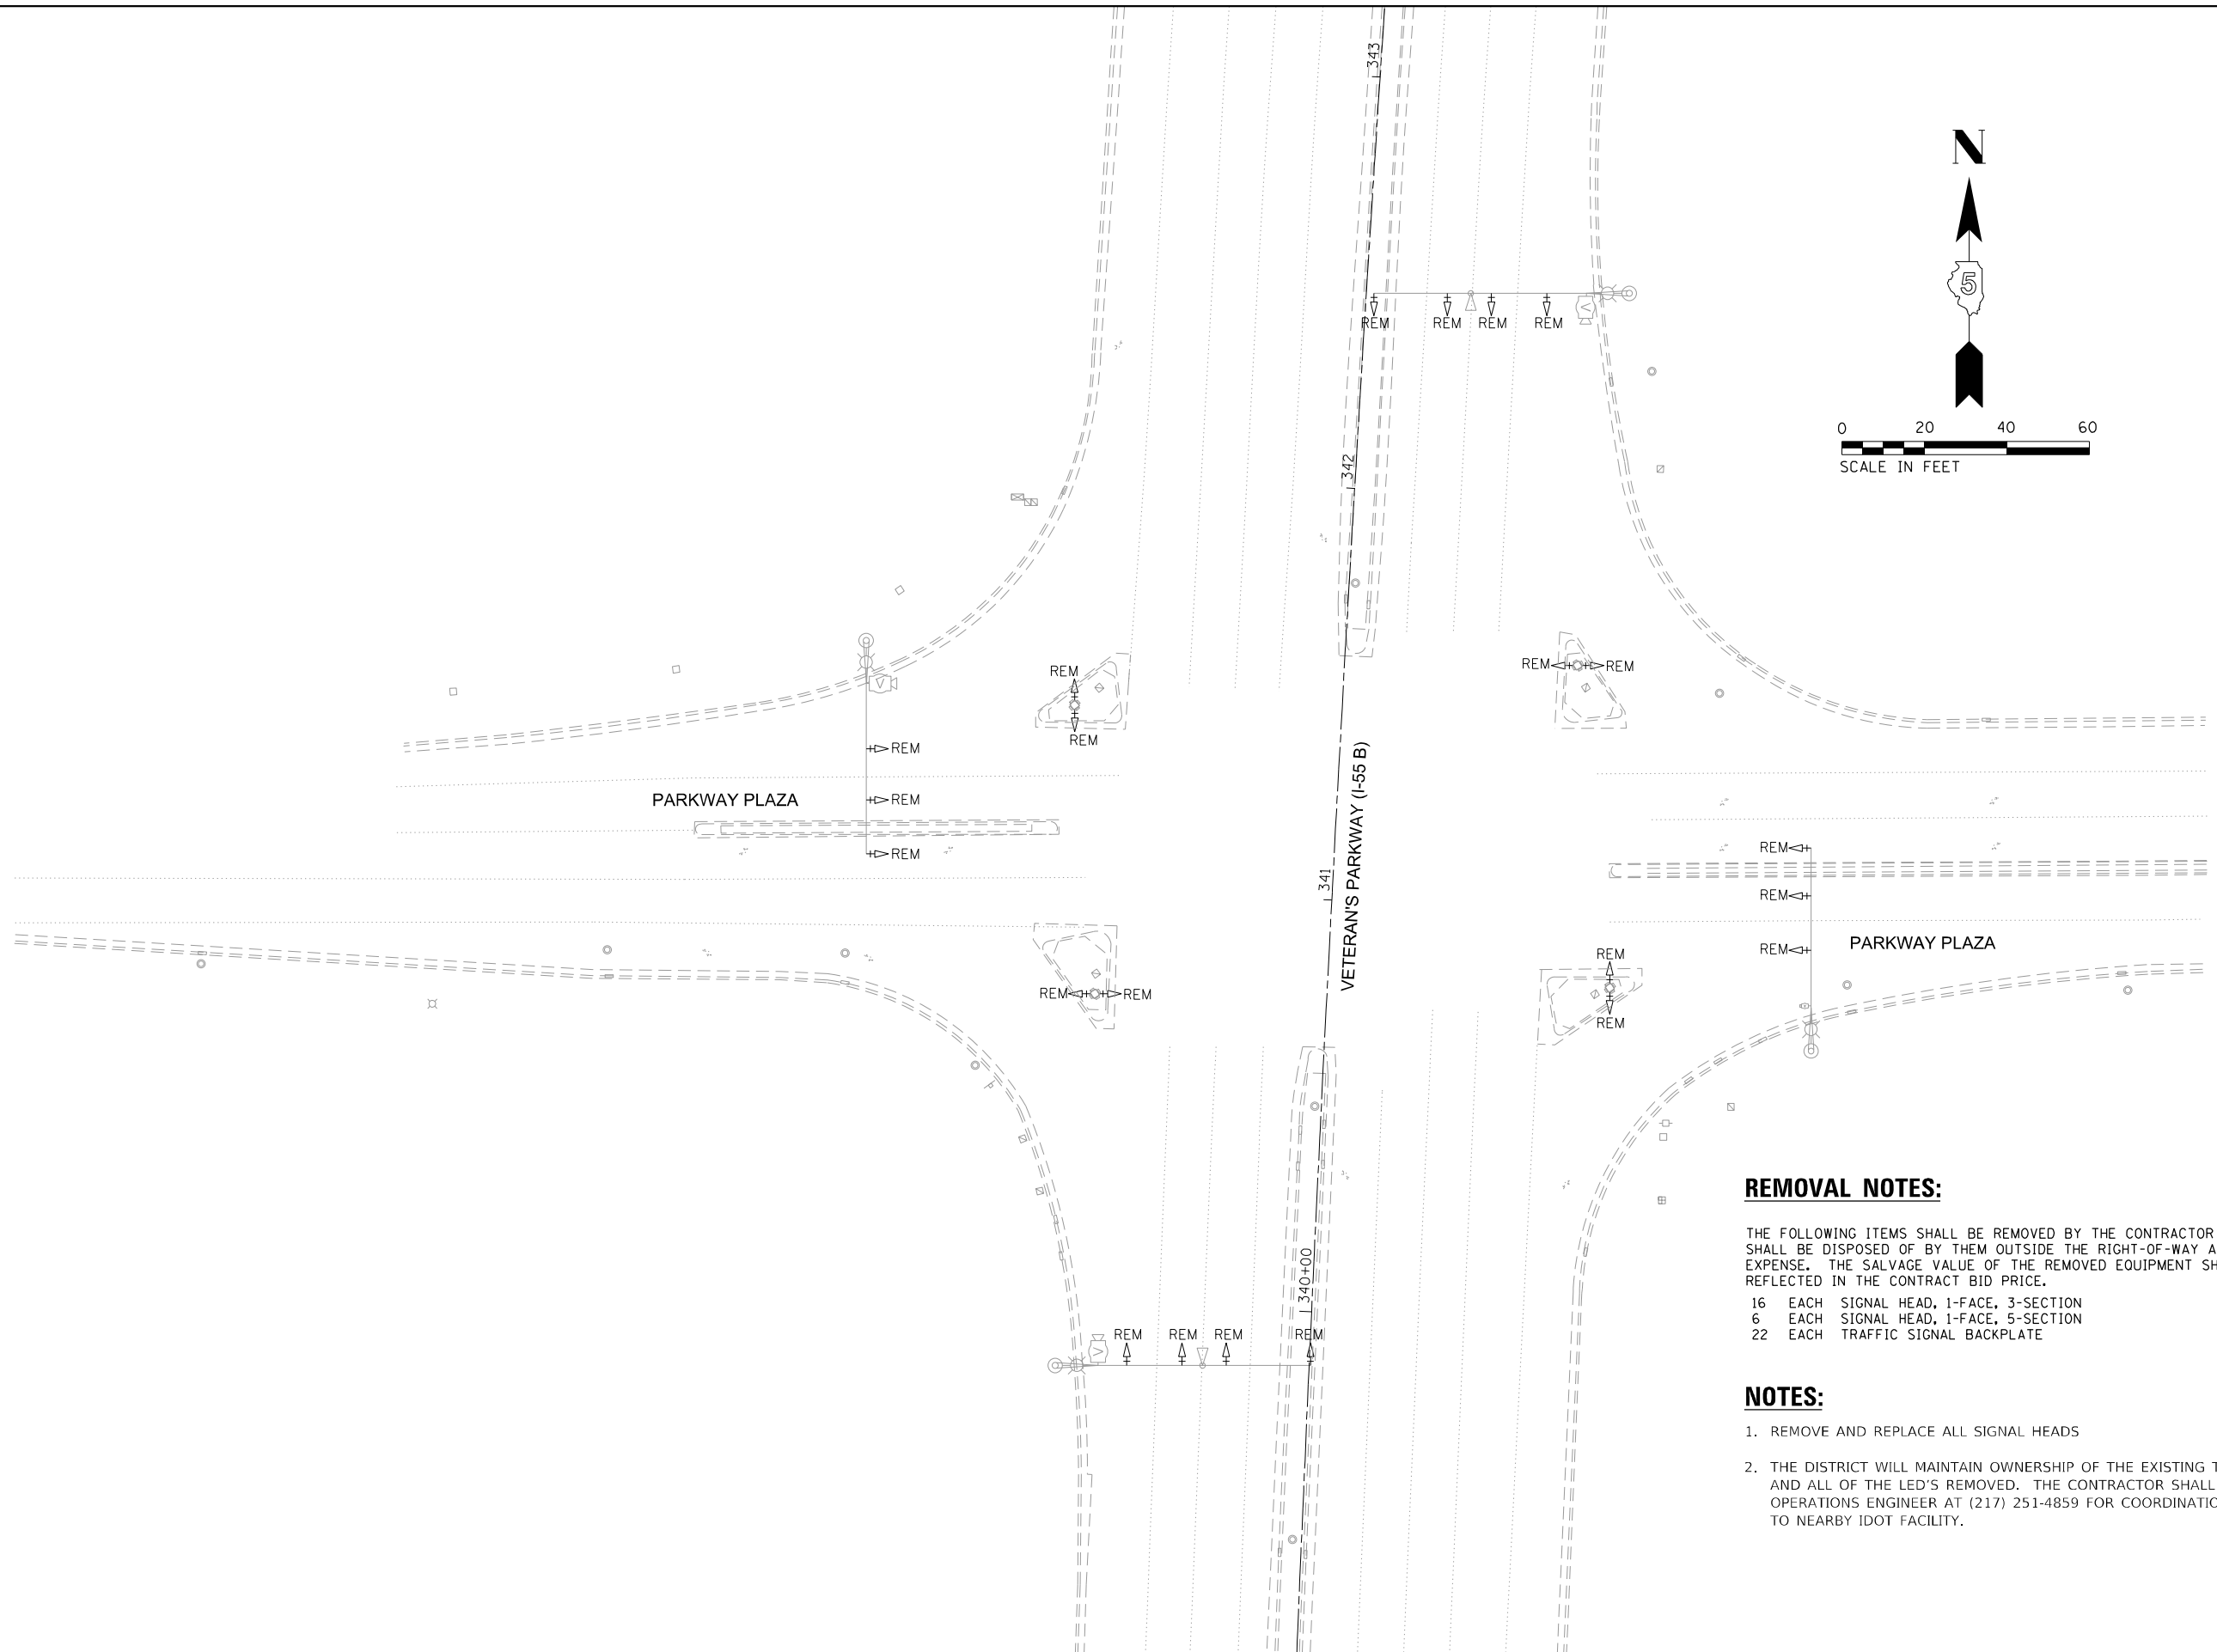 343
N
5
0 20 40 60
SCALE IN FEET
REM REM REM REM
V
342
REM REM
REM
V
REM
REM
PARKWAY PLAZA
REM
REM
REM
REM
REM
REM
341
VETERAN'S PARKWAY (I-55 B)
PARKWAY PLAZA
REM
REM REM
REM
340+00
REM REM REM REM
V
REMOVAL NOTES:
THE FOLLOWING ITEMS SHALL BE REMOVED BY THE CONTRACTOR
SHALL BE DISPOSED OF BY THEM OUTSIDE THE RIGHT-OF-WAY A
EXPENSE. THE SALVAGE VALUE OF THE REMOVED EQUIPMENT SH
REFLECTED IN THE CONTRACT BID PRICE.
16 EACH SIGNAL HEAD, 1-FACE, 3-SECTION
6 EACH SIGNAL HEAD, 1-FACE, 5-SECTION
22 EACH TRAFFIC SIGNAL BACKPLATE
NOTES:
1. REMOVE AND REPLACE ALL SIGNAL HEADS
2. THE DISTRICT WILL MAINTAIN OWNERSHIP OF THE EXISTING T
AND ALL OF THE LED'S REMOVED. THE CONTRACTOR SHALL
OPERATIONS ENGINEER AT (217) 251-4859 FOR COORDINATIO
TO NEARBY IDOT FACILITY.